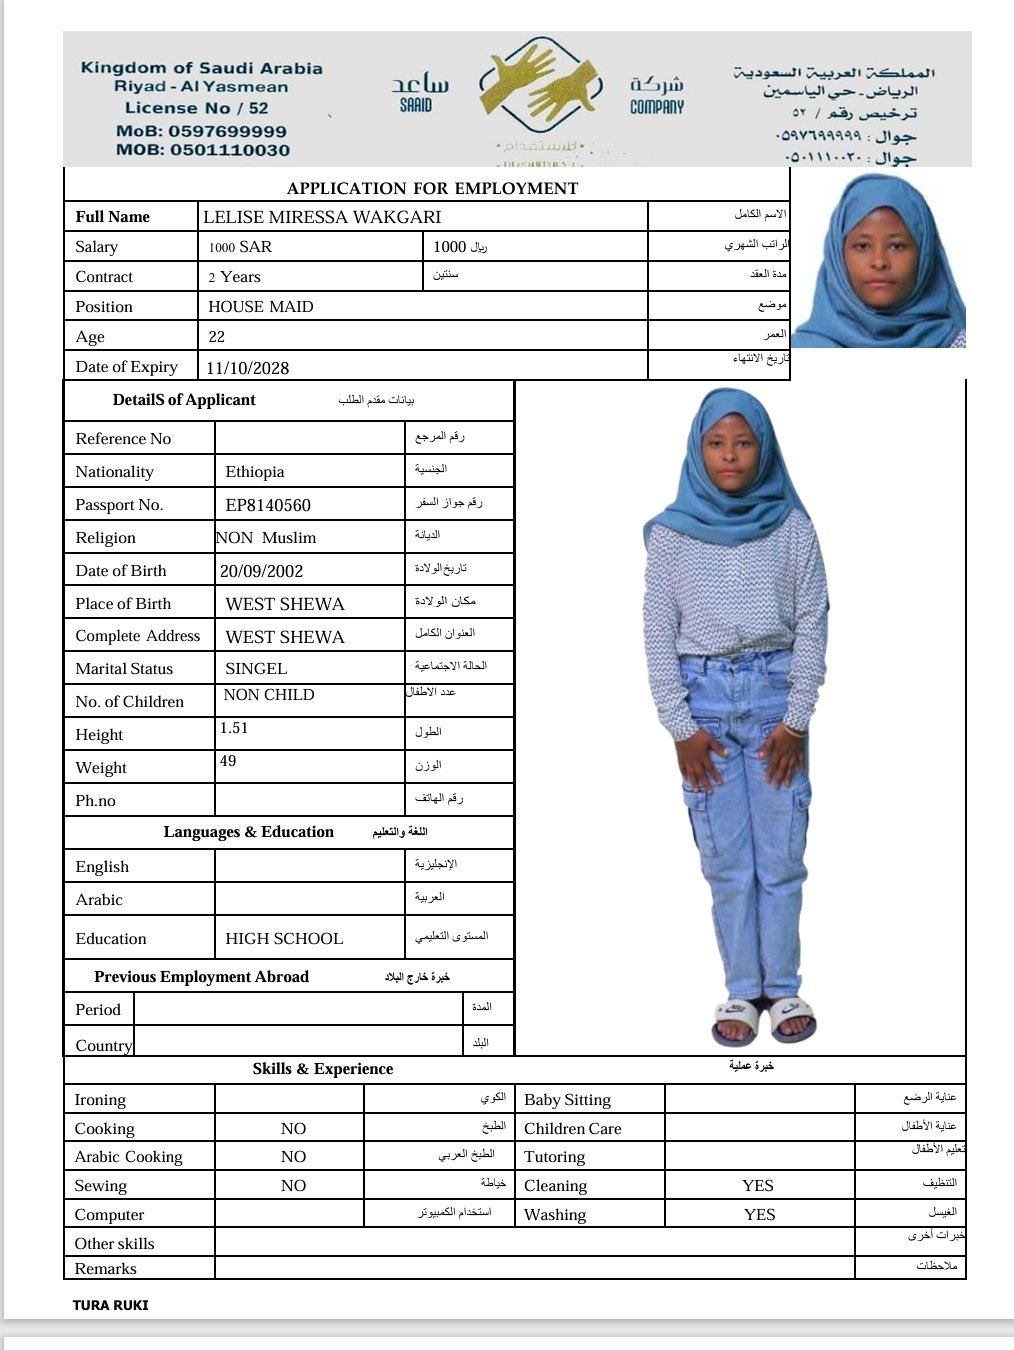 Kingdom of Saudi Arabia
Riyad - Al Yasmean
License No / 52
MoB: 0597699999
MOB: 0501110030
ساعد
SAAID
شركة
COMPANY
• للإستقدام •
المملكة العربية السعودية
الرياض - حي الياسمين
ترخيص رقم / ٥٢
جوال : ٠٥٩٧٦٩٩٩٩٩
جوال : ٠٥٠١١١٠٠٣٠
APPLICATION FOR EMPLOYMENT
Full Name LELISE MIRESSA WAKGARI الاسم الكامل
Salary 1000 SAR 1000 ريال الراتب الشهري
Contract 2 Years سنتين مدة العقد
Position HOUSE MAID موضع
Age 22 العمر
Date of Expiry 11/10/2028 تاريخ الانتهاء
DetailS of Applicant بيانات مقدم الطلب
Reference No رقم المرجع
Nationality Ethiopia الجنسية
Passport No. EP8140560 رقم جواز السفر
Religion NON Muslim الديانة
Date of Birth 20/09/2002 تاريخ الولادة
Place of Birth WEST SHEWA مكان الولادة
Complete Address WEST SHEWA العنوان الكامل
Marital Status SINGEL الحالة الاجتماعية
No. of Children NON CHILD عدد الاطفال
Height 1.51 الطول
Weight 49 الوزن
Ph.no رقم الهاتف
Languages & Education اللغة والتعليم
English الإنجليزية
Arabic العربية
Education HIGH SCHOOL المستوى التعليمي
Previous Employment Abroad خبرة خارج البلاد
Period المدة
Country البلد
Skills & Experience خبرة عملية
Ironing الكوي Baby Sitting عناية الرضع
Cooking NO الطبخ Children Care عناية الأطفال
Arabic Cooking NO الطبخ العربي Tutoring تعليم الأطفال
Sewing NO خياطة Cleaning YES التنظيف
Computer استخدام الكمبيوتر Washing YES الغيسل
Other skills خبرات أخرى
Remarks ملاحظات
TURA RUKI